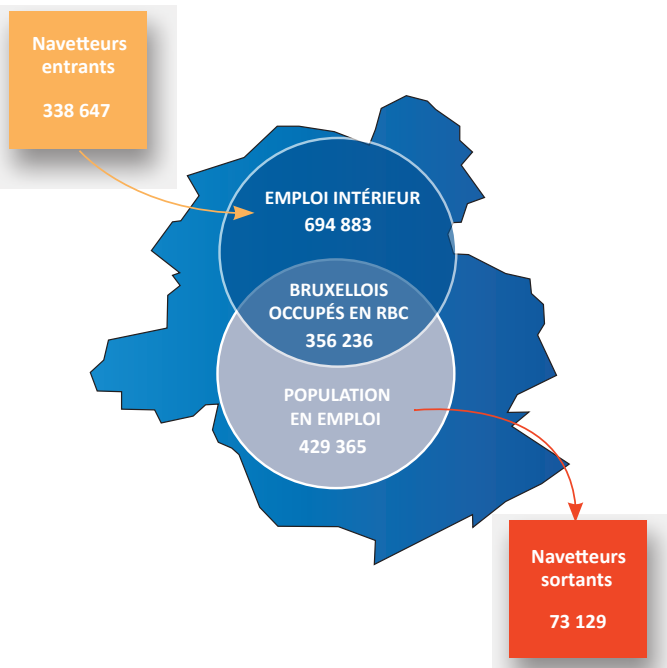 Navetteurs
entrants
338 647
EMPLOI INTÉRIEUR
694 883
BRUXELLOIS
OCCUPÉS EN RBC
356 236
POPULATION
EN EMPLOI
429 365
Navetteurs
sortants
73 129